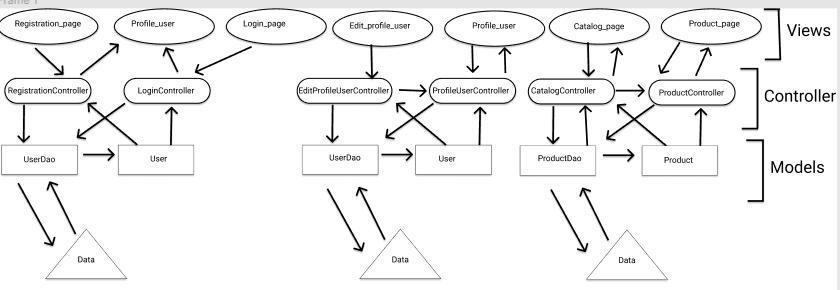 Frame 1
Registration_page
Profile_user
Login_page
Edit_profile_user
Profile_user
Catalog_page
Product_page
Views
RegistrationController
LoginController
EditProfileUserController
ProfileUserController
CatalogController
ProductController
Controller
UserDao
User
UserDao
User
ProductDao
Product
Models
Data
Data
Data